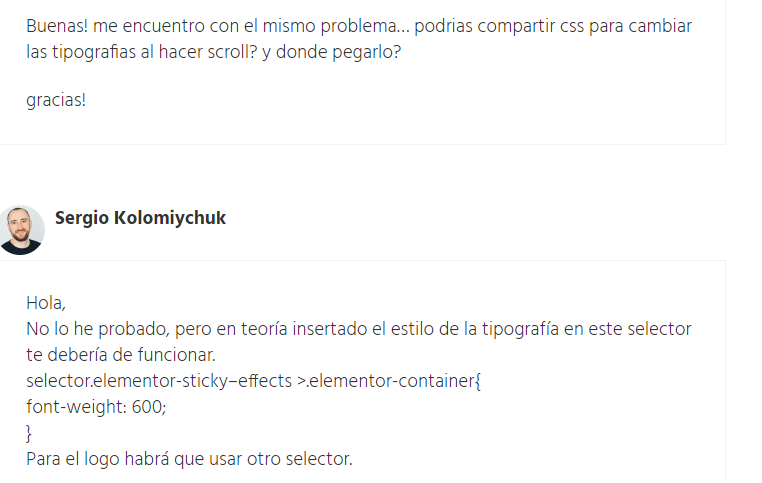 Buenas! me encuentro con el mismo problema... podrias compartir css para cambiar
las tipografias al hacer scroll? y donde pegarlo?
gracias!
Sergio Kolomiychuk
Hola,
No lo he probado, pero en teoría insertado el estilo de la tipografía en este selector
te debería de funcionar.
selector.elementor-sticky–effects >.elementor-container{
font-weight: 600;
}
Para el logo habrá que usar otro selector.